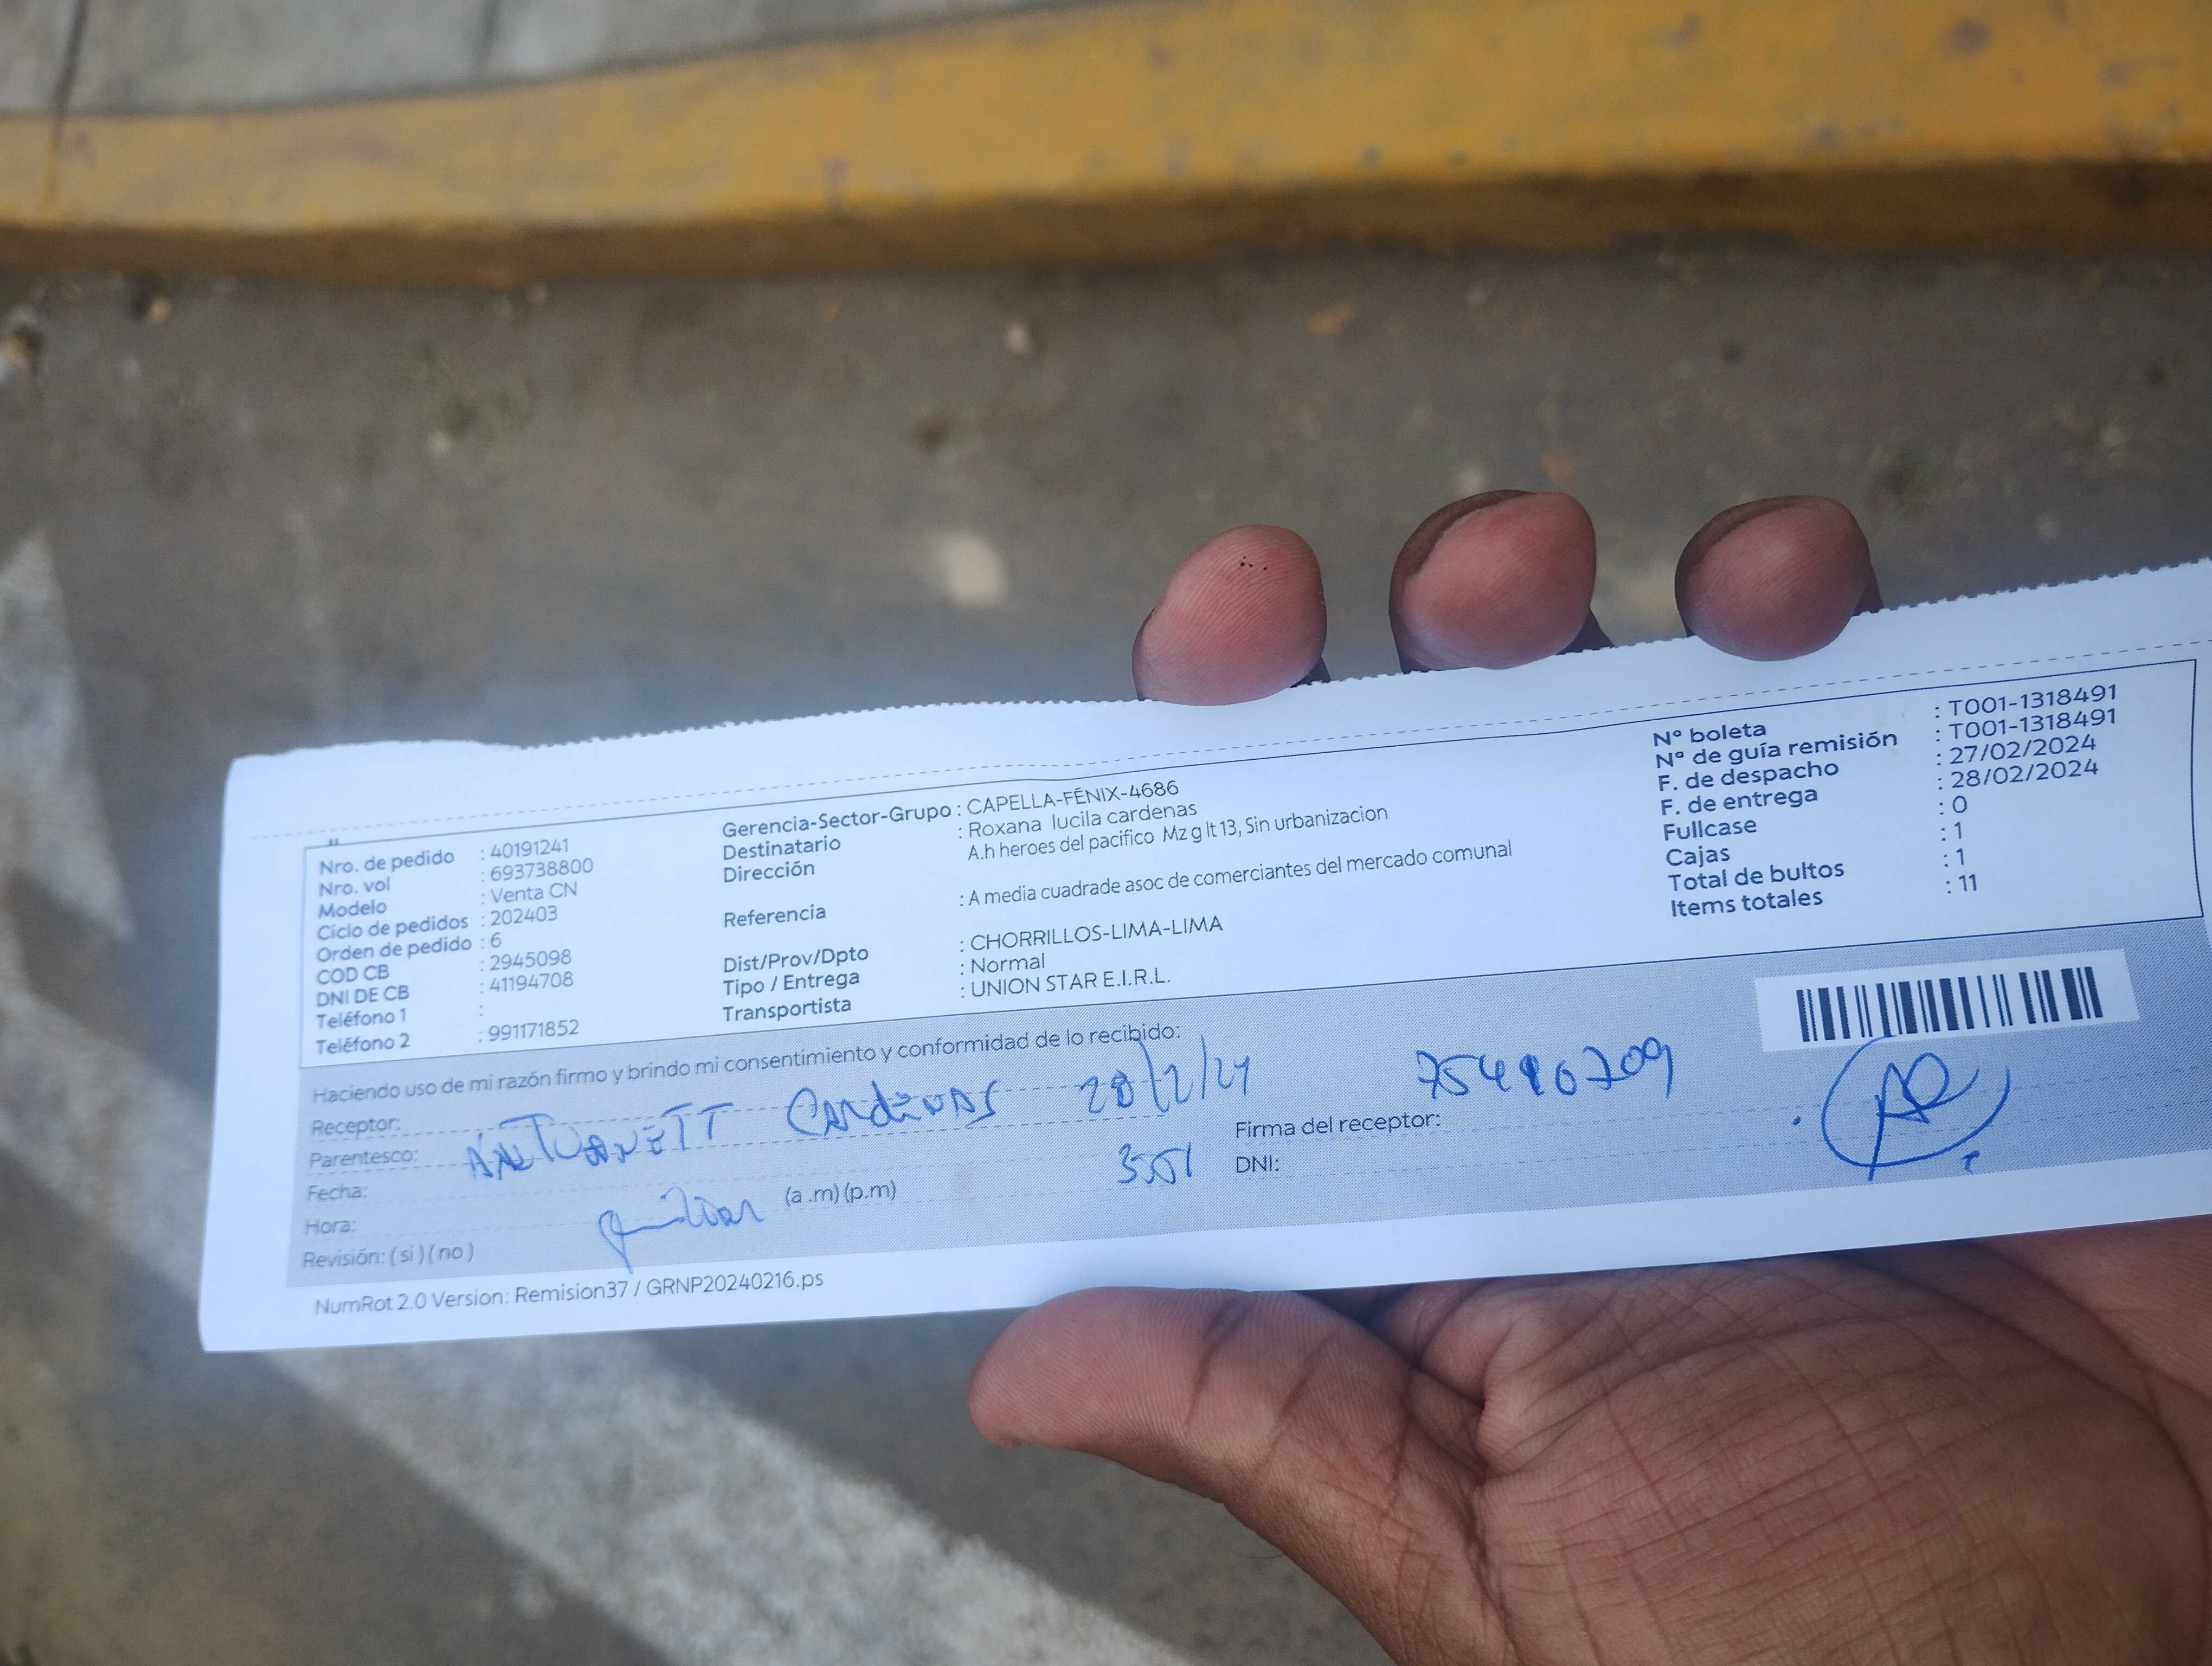 Nro. de pedido : 40191241
Nro. vol : 693738800
Modelo : Venta CN
Ciclo de pedidos : 202403
Orden de pedido : 6
COD CB : 2945098
DNI DE CB : 41194708
Teléfono 1 :
Teléfono 2 : 991171852
Gerencia-Sector-Grupo : CAPELLA-FÉNIX-4686
Destinatario : Roxana lucila cardenas
Dirección A.h heroes del pacifico Mz g lt 13, Sin urbanizacion
Referencia : A media cuadrade asoc de comerciantes del mercado comunal
Dist/Prov/Dpto : CHORRILLOS-LIMA-LIMA
Tipo / Entrega : Normal
Transportista : UNION STAR E.I.R.L.
N° boleta : T001-1318491
N° de guía remisión : T001-1318491
F. de despacho : 27/02/2024
F. de entrega : 28/02/2024
Fullcase : 0
Cajas : 1
Total de bultos : 1
Items totales : 11
Haciendo uso de mi razón firmo y brindo mi consentimiento y conformidad de lo recibido:
Receptor: ANTUANETT Cardenas 28/2/24
Parentesco:
Fecha:
Hora: (a .m) (p.m) 3:51
Revisión: ( si ) ( no )
Firma del receptor:
DNI:
NumRot 2.0 Version: Remision37 / GRNP20240216.ps